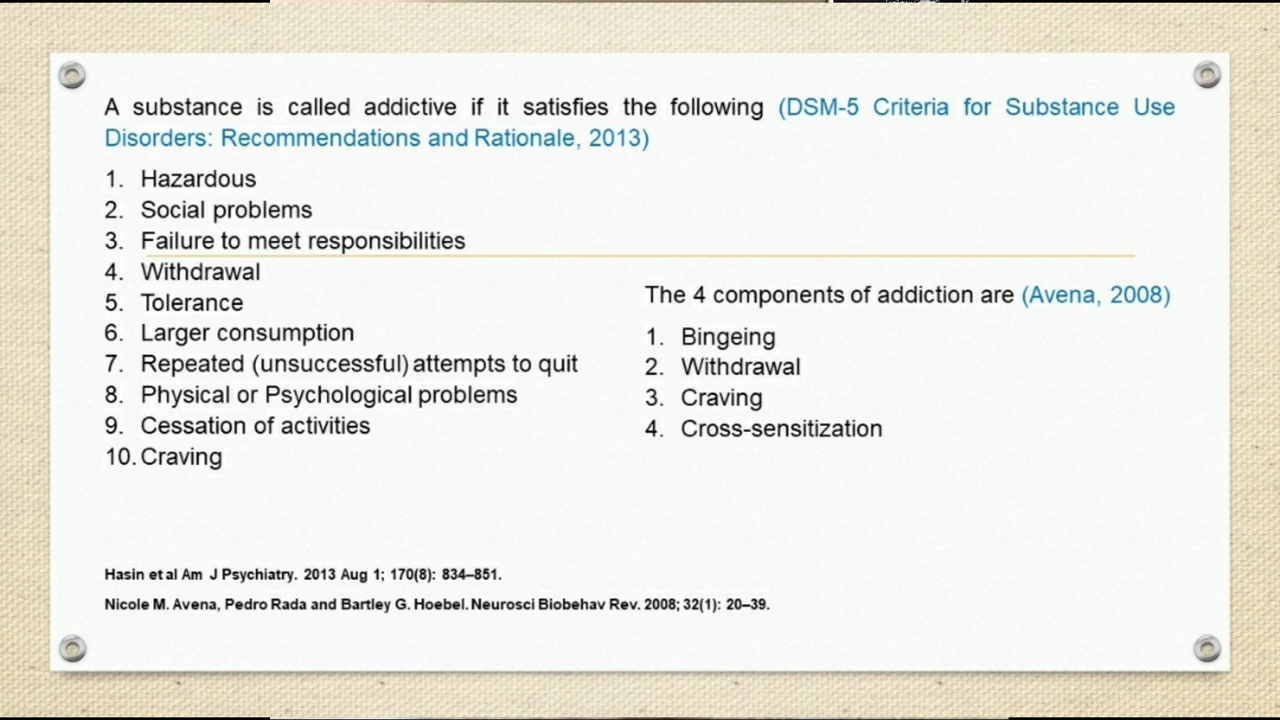 A substance is called addictive if it satisfies the following (DSM-5 Criteria for Substance Use
Disorders: Recommendations and Rationale, 2013)
1. Hazardous
2. Social problems
3. Failure to meet responsibilities
4. Withdrawal
5. Tolerance
6. Larger consumption
7. Repeated (unsuccessful) attempts to quit
8. Physical or Psychological problems
9. Cessation of activities
10. Craving
The 4 components of addiction are (Avena, 2008)
1. Bingeing
2. Withdrawal
3. Craving
4. Cross-sensitization
Hasin et al Am J Psychiatry. 2013 Aug 1; 170(8): 834–851.
Nicole M. Avena, Pedro Rada and Bartley G. Hoebel. Neurosci Biobehav Rev. 2008; 32(1): 20–39.